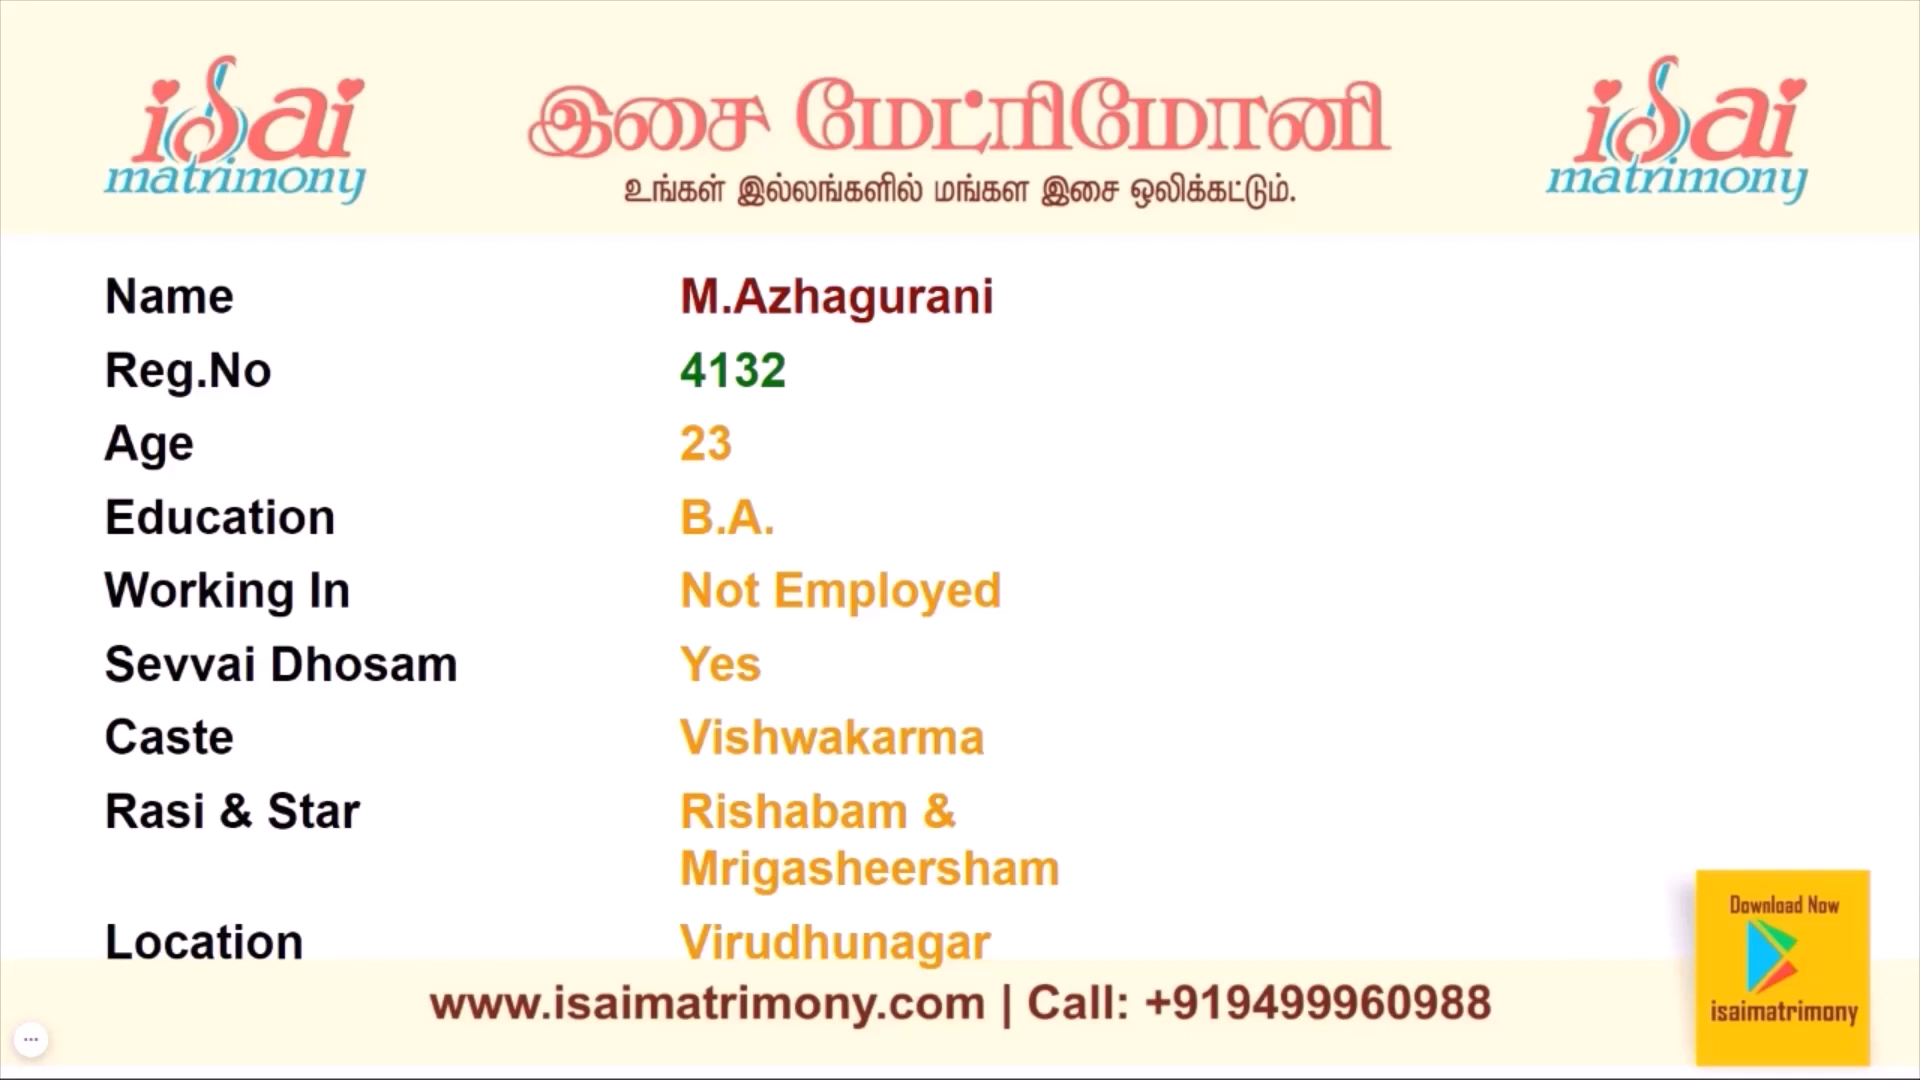 isai
matrimony
இசை மேட்ரிமோனி
உங்கள் இல்லங்களில் மங்கள இசை ஒலிக்கட்டும்.
isai
matrimony
Name M.Azhagurani
Reg.No 4132
Age 23
Education B.A.
Working In Not Employed
Sevvai Dhosam Yes
Caste Vishwakarma
Rasi & Star Rishabam &
Mrigasheersham
Location Virudhunagar
www.isaimatrimony.com | Call: +919499960988
Download Now
isaimatrimony